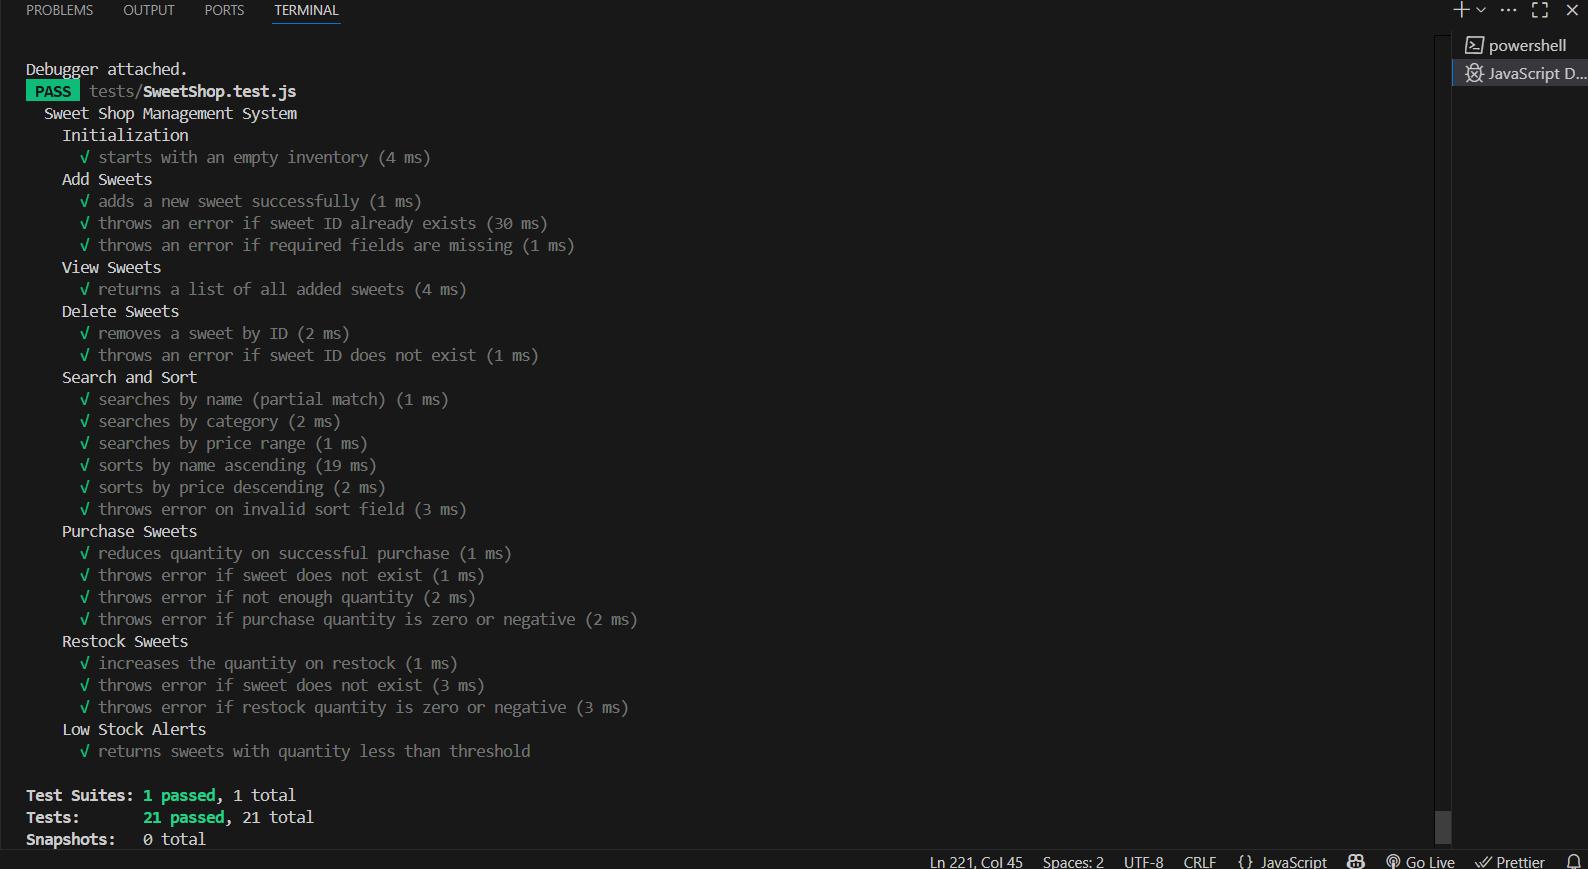 PROBLEMS OUTPUT PORTS TERMINAL
powershell
JavaScript D...
Debugger attached.
PASS tests/SweetShop.test.js
Sweet Shop Management System
Initialization
√ starts with an empty inventory (4 ms)
Add Sweets
√ adds a new sweet successfully (1 ms)
√ throws an error if sweet ID already exists (30 ms)
√ throws an error if required fields are missing (1 ms)
View Sweets
√ returns a list of all added sweets (4 ms)
Delete Sweets
√ removes a sweet by ID (2 ms)
√ throws an error if sweet ID does not exist (1 ms)
Search and Sort
√ searches by name (partial match) (1 ms)
√ searches by category (2 ms)
√ searches by price range (1 ms)
√ sorts by name ascending (19 ms)
√ sorts by price descending (2 ms)
√ throws error on invalid sort field (3 ms)
Purchase Sweets
√ reduces quantity on successful purchase (1 ms)
√ throws error if sweet does not exist (1 ms)
√ throws error if not enough quantity (2 ms)
√ throws error if purchase quantity is zero or negative (2 ms)
Restock Sweets
√ increases the quantity on restock (1 ms)
√ throws error if sweet does not exist (3 ms)
√ throws error if restock quantity is zero or negative (3 ms)
Low Stock Alerts
√ returns sweets with quantity less than threshold
Test Suites: 1 passed, 1 total
Tests: 21 passed, 21 total
Snapshots: 0 total
Ln 221, Col 45 Spaces: 2 UTF-8 CRLF {} JavaScript Go Live Prettier